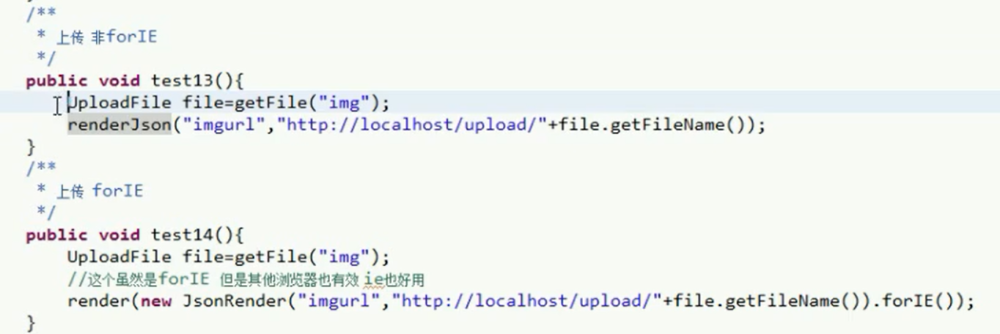 /**
 * 上传 非forIE
 */
public void test13(){
    UploadFile file=getFile("img");
    renderJson("imgurl","http://localhost/upload/"+file.getFileName());
}
/**
 * 上传 forIE
 */
public void test14(){
    UploadFile file=getFile("img");
    //这个虽然是forIE 但是其他浏览器也有效 ie也好用
    render(new JsonRender("imgurl","http://localhost/upload/"+file.getFileName()).forIE());
}